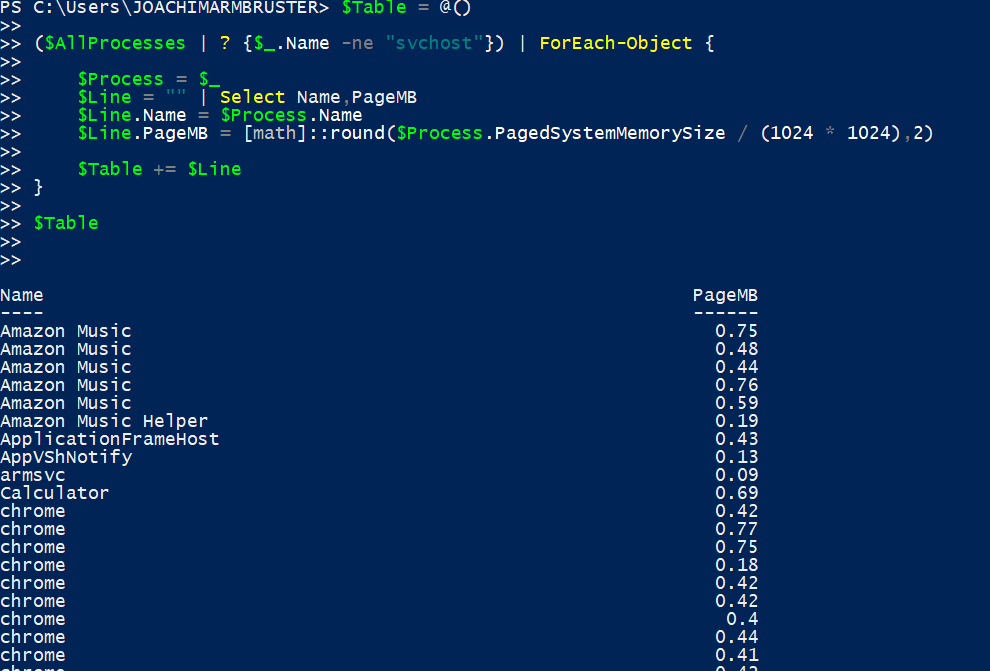 PS C:\Users\JOACHIMARMBRUSTER> $Table = @()
>>
>> ($AllProcesses | ? {$_.Name -ne "svchost"}) | ForEach-Object {
>>
>>     $Process = $_
>>     $Line = "" | Select Name,PageMB
>>     $Line.Name = $Process.Name
>>     $Line.PageMB = [math]::round($Process.PagedSystemMemorySize / (1024 * 1024),2)
>>
>>     $Table += $Line
>> }
>>
>> $Table
>>
>>
Name PageMB
---- ------
Amazon Music 0.75
Amazon Music 0.48
Amazon Music 0.44
Amazon Music 0.76
Amazon Music 0.59
Amazon Music Helper 0.19
ApplicationFrameHost 0.43
AppVShNotify 0.13
armsvc 0.09
Calculator 0.69
chrome 0.42
chrome 0.77
chrome 0.75
chrome 0.18
chrome 0.42
chrome 0.42
chrome 0.4
chrome 0.44
chrome 0.41